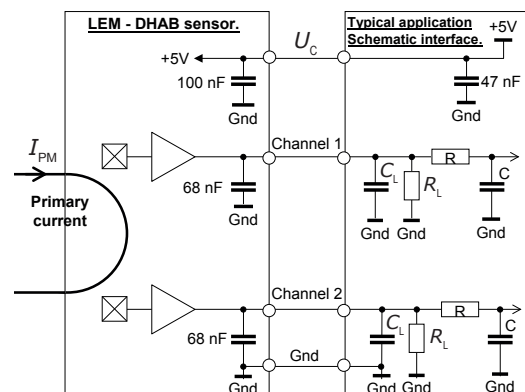 LEM - DHAB sensor.
Typical application
Schematic interface.
U_C
+5V
+5V
100 nF
47 nF
Gnd
Gnd
I_PM
Channel 1
R
Primary
current
68 nF
C_L
R_L
C
Gnd
Gnd
Gnd
Gnd
Channel 2
R
68 nF
C_L
R_L
C
Gnd
Gnd
Gnd
Gnd
Gnd